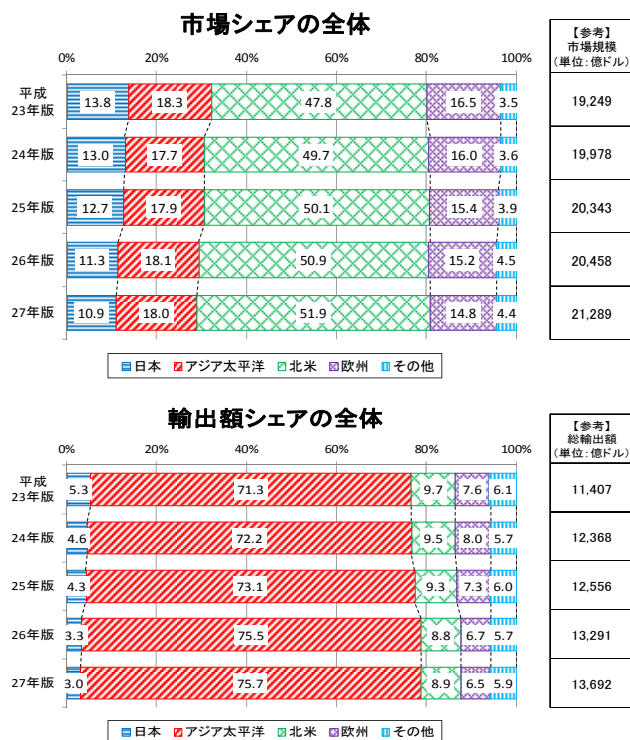 市場シェアの全体
【参考】
市場規模
(単位:億ドル)
0% 20% 40% 60% 80% 100%
平成
23年版 13.8 18.3 47.8 16.5 3.5 19,249
24年版 13.0 17.7 49.7 16.0 3.6 19,978
25年版 12.7 17.9 50.1 15.4 3.9 20,343
26年版 11.3 18.1 50.9 15.2 4.5 20,458
27年版 10.9 18.0 51.9 14.8 4.4 21,289
日本 アジア太平洋 北米 欧州 その他
輸出額シェアの全体
【参考】
総輸出額
(単位:億ドル)
0% 20% 40% 60% 80% 100%
平成
23年版 5.3 71.3 9.7 7.6 6.1 11,407
24年版 4.6 72.2 9.5 8.0 5.7 12,368
25年版 4.3 73.1 9.3 7.3 6.0 12,556
26年版 3.3 75.5 8.8 6.7 5.7 13,291
27年版 3.0 75.7 8.9 6.5 5.9 13,692
日本 アジア太平洋 北米 欧州 その他